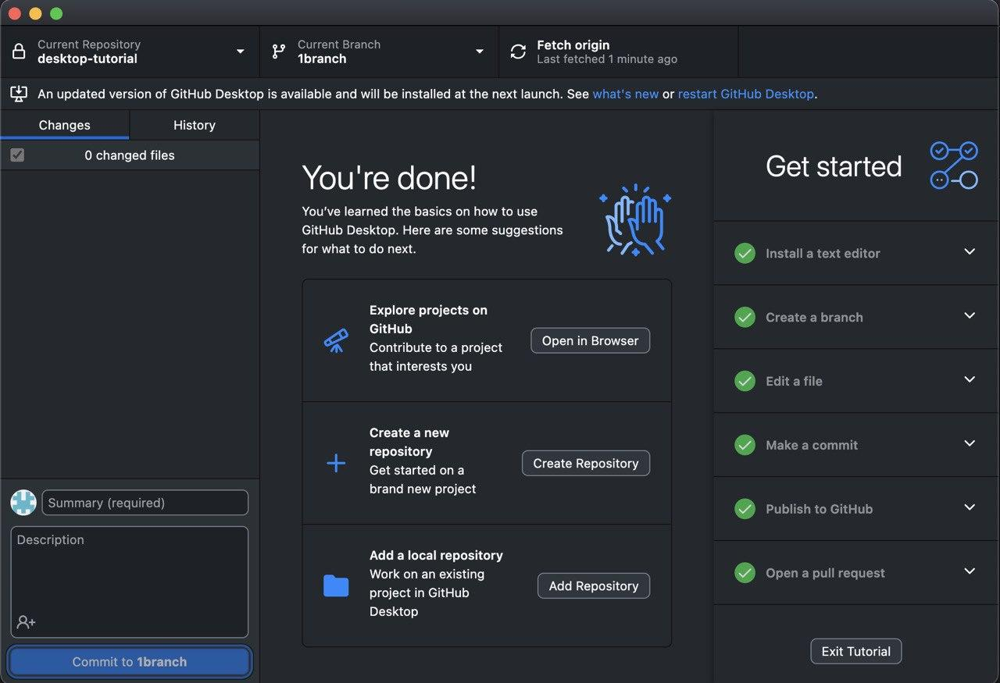 Current Repository
desktop-tutorial
Current Branch
1branch
Fetch origin
Last fetched 1 minute ago
An updated version of GitHub Desktop is available and will be installed at the next launch. See what's new or restart GitHub Desktop.
Changes
History
0 changed files
Summary (required)
Description
Commit to 1branch
You're done!
You’ve learned the basics on how to use
GitHub Desktop. Here are some suggestions
for what to do next.
Explore projects on
GitHub
Contribute to a project
that interests you
Open in Browser
Create a new
repository
Get started on a
brand new project
Create Repository
Add a local repository
Work on an existing
project in GitHub
Desktop
Add Repository
Get started
Install a text editor
Create a branch
Edit a file
Make a commit
Publish to GitHub
Open a pull request
Exit Tutorial